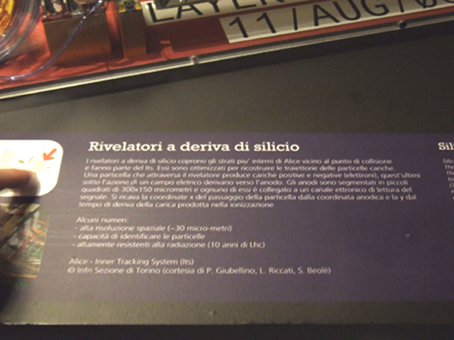 LAYER
11/AUG/0
Rivelatori a deriva di silicio
I rivelatori a deriva di silicio coprono gli strati piu' interni di Alice vicino al punto di collisione
e fanno parte del Its. Essi sono ottimizzati per ricostruire le traiettorie delle particelle cariche.
Una particella che attraversa il rivelatore produce cariche positive e negative (elettroni), quest'ultimi
sotto l'azione di un campo elettrico derivano verso l'anodo. Gli anodi sono segmentati in piccoli
quadrati di 300x150 micrometri e ognuno di essi è collegato a un canale elettronico di lettura del
segnale. Si ricava la coordinate x del passaggio della particella dalla coordinata anodica e la y dal
tempo di deriva della carica prodotta nella ionizzazione
Alcuni numeri:
- alta risoluzione spaziale (~30 micro-metri)
- capacità di identificare le particelle
- altamente resistenti alla radiazione (10 anni di Lhc)
Alice - Inner Tracking System (Its)
© Infn Sezione di Torino (cortesia di P. Giubellino, L. Riccati, S. Beolè)
Sil